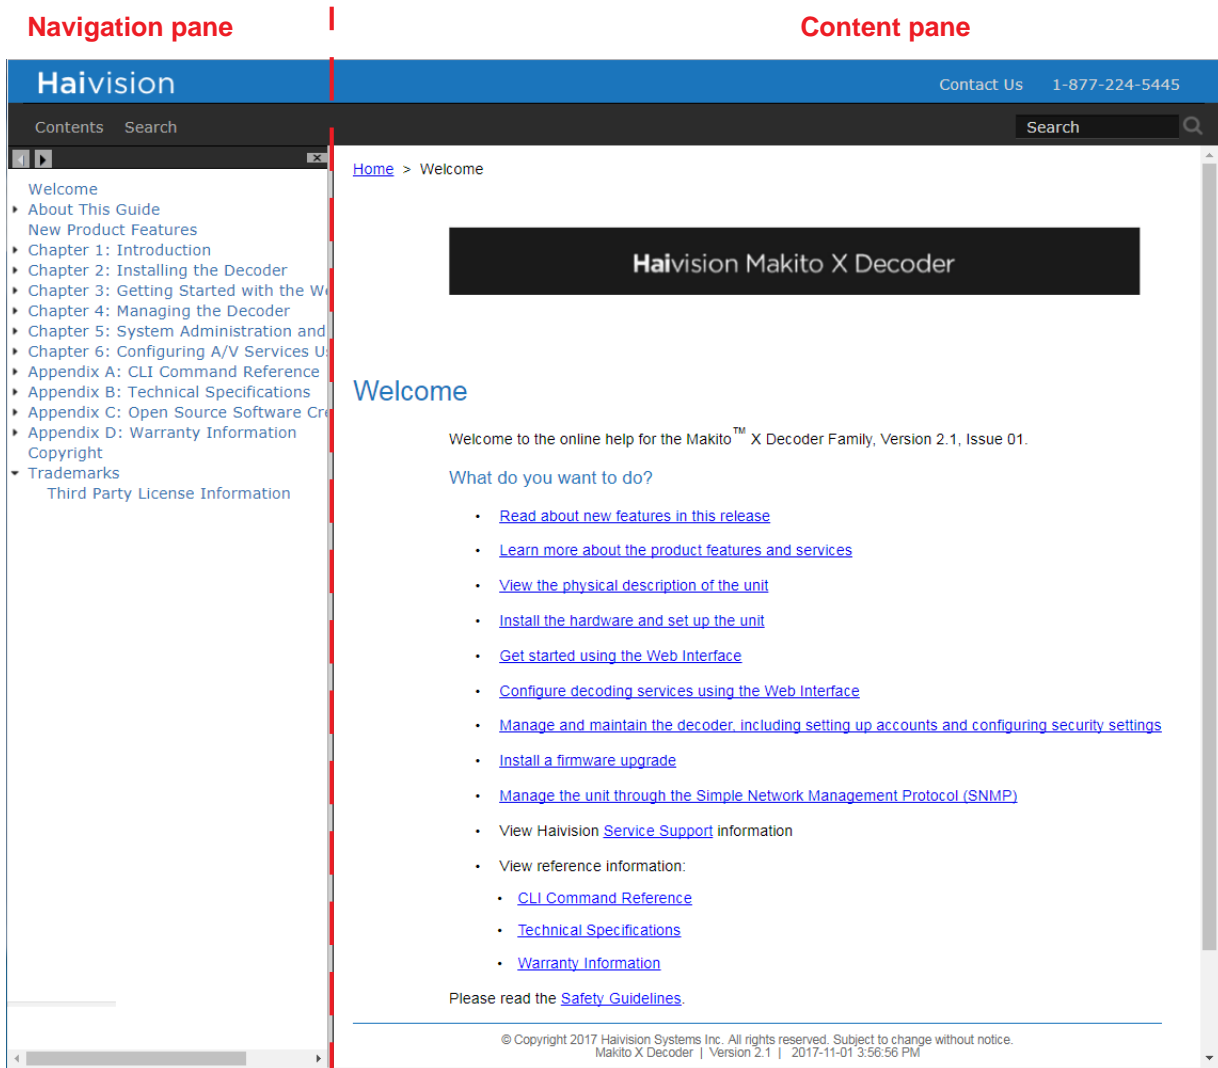 Navigation pane
Content pane
Haivision
Contact Us
1-877-224-5445
Contents
Search
Search
Welcome
About This Guide
New Product Features
Chapter 1: Introduction
Chapter 2: Installing the Decoder
Chapter 3: Getting Started with the We
Chapter 4: Managing the Decoder
Chapter 5: System Administration and
Chapter 6: Configuring A/V Services Us
Appendix A: CLI Command Reference
Appendix B: Technical Specifications
Appendix C: Open Source Software Cre
Appendix D: Warranty Information
Copyright
Trademarks
Third Party License Information
Home > Welcome
Haivision Makito X Decoder
Welcome
Welcome to the online help for the Makito™ X Decoder Family, Version 2.1, Issue 01.
What do you want to do?
• Read about new features in this release
• Learn more about the product features and services
• View the physical description of the unit
• Install the hardware and set up the unit
• Get started using the Web Interface
• Configure decoding services using the Web Interface
• Manage and maintain the decoder, including setting up accounts and configuring security settings
• Install a firmware upgrade
• Manage the unit through the Simple Network Management Protocol (SNMP)
• View Haivision Service Support information
• View reference information:
• CLI Command Reference
• Technical Specifications
• Warranty Information
Please read the Safety Guidelines.
© Copyright 2017 Haivision Systems Inc. All rights reserved. Subject to change without notice.
Makito X Decoder | Version 2.1 | 2017-11-01 3:56:56 PM